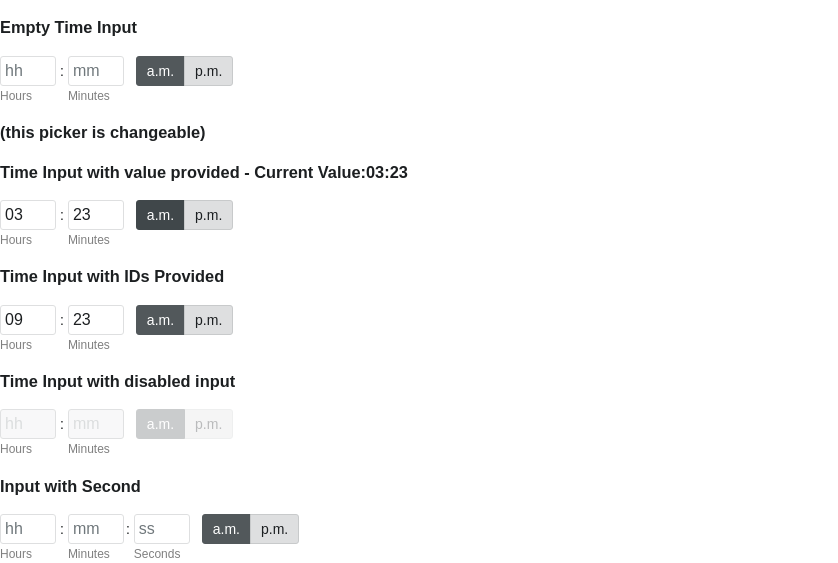 Empty Time Input
hh : mm a.m. p.m.
Hours Minutes
(this picker is changeable)
Time Input with value provided - Current Value:03:23
03 : 23 a.m. p.m.
Hours Minutes
Time Input with IDs Provided
09 : 23 a.m. p.m.
Hours Minutes
Time Input with disabled input
hh : mm a.m. p.m.
Hours Minutes
Input with Second
hh : mm : ss a.m. p.m.
Hours Minutes Seconds